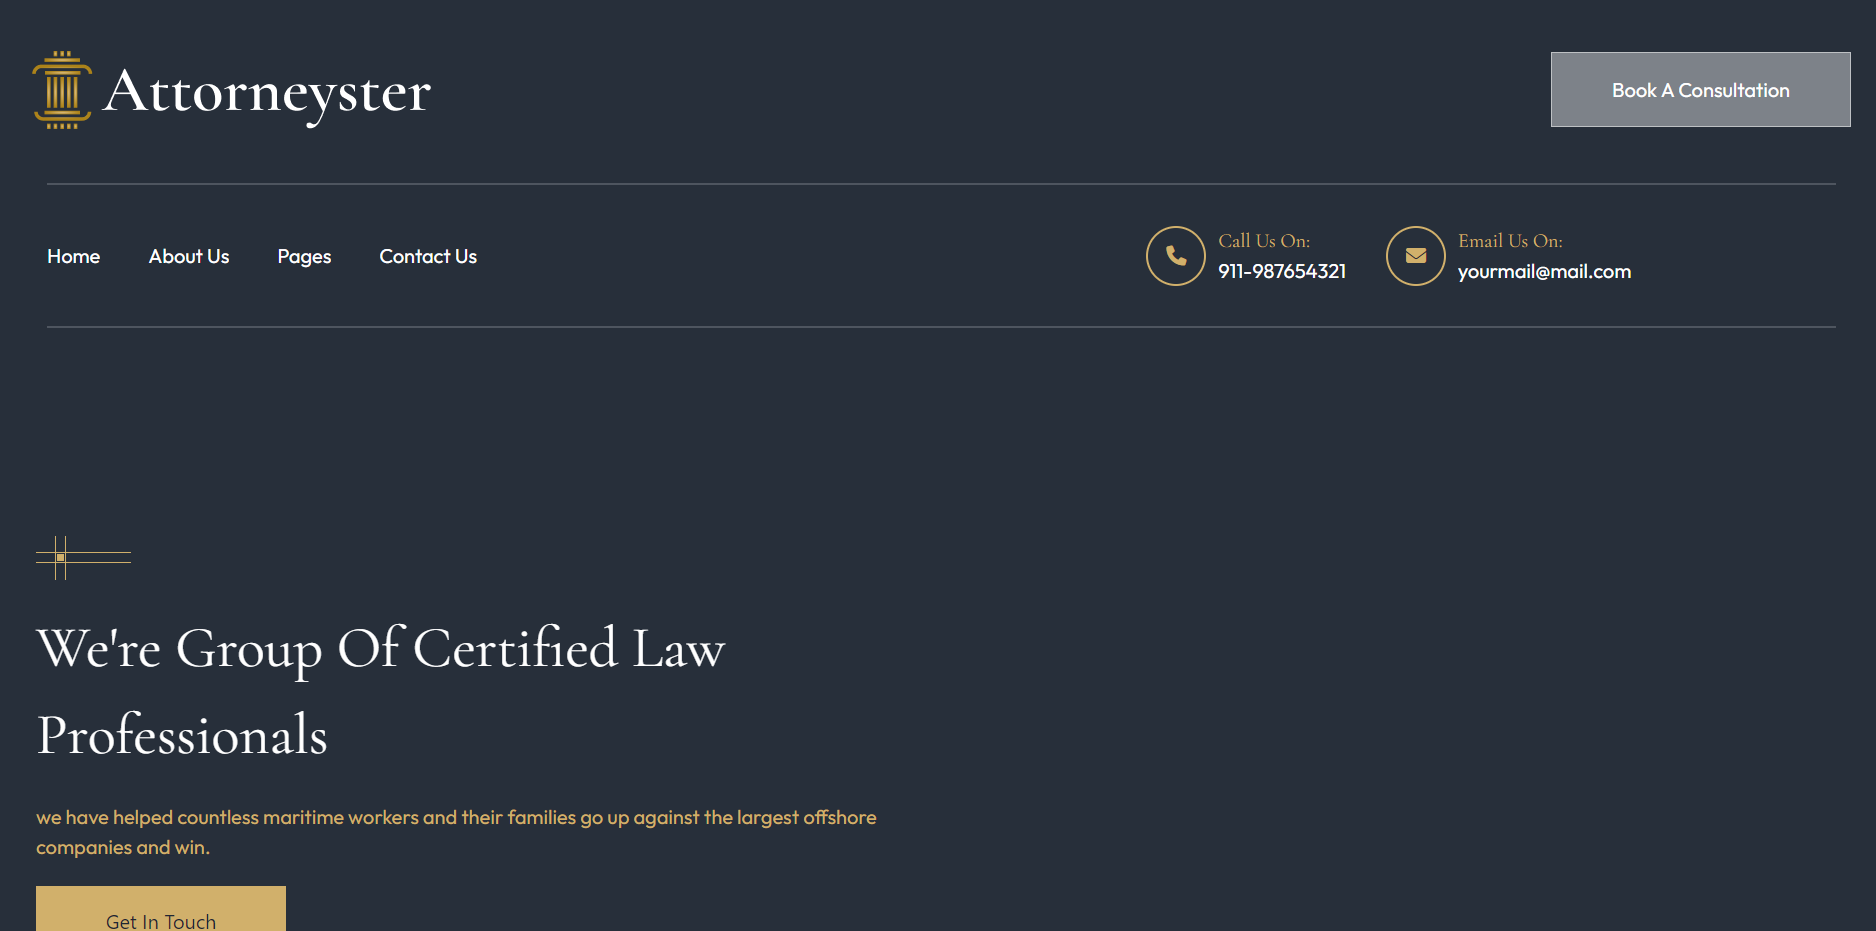 Attorneyster
Book A Consultation
Home
About Us
Pages
Contact Us
Call Us On:
911-987654321
Email Us On:
yourmail@mail.com
We're Group Of Certified Law
Professionals
we have helped countless maritime workers and their families go up against the largest offshore
companies and win.
Get In Touch